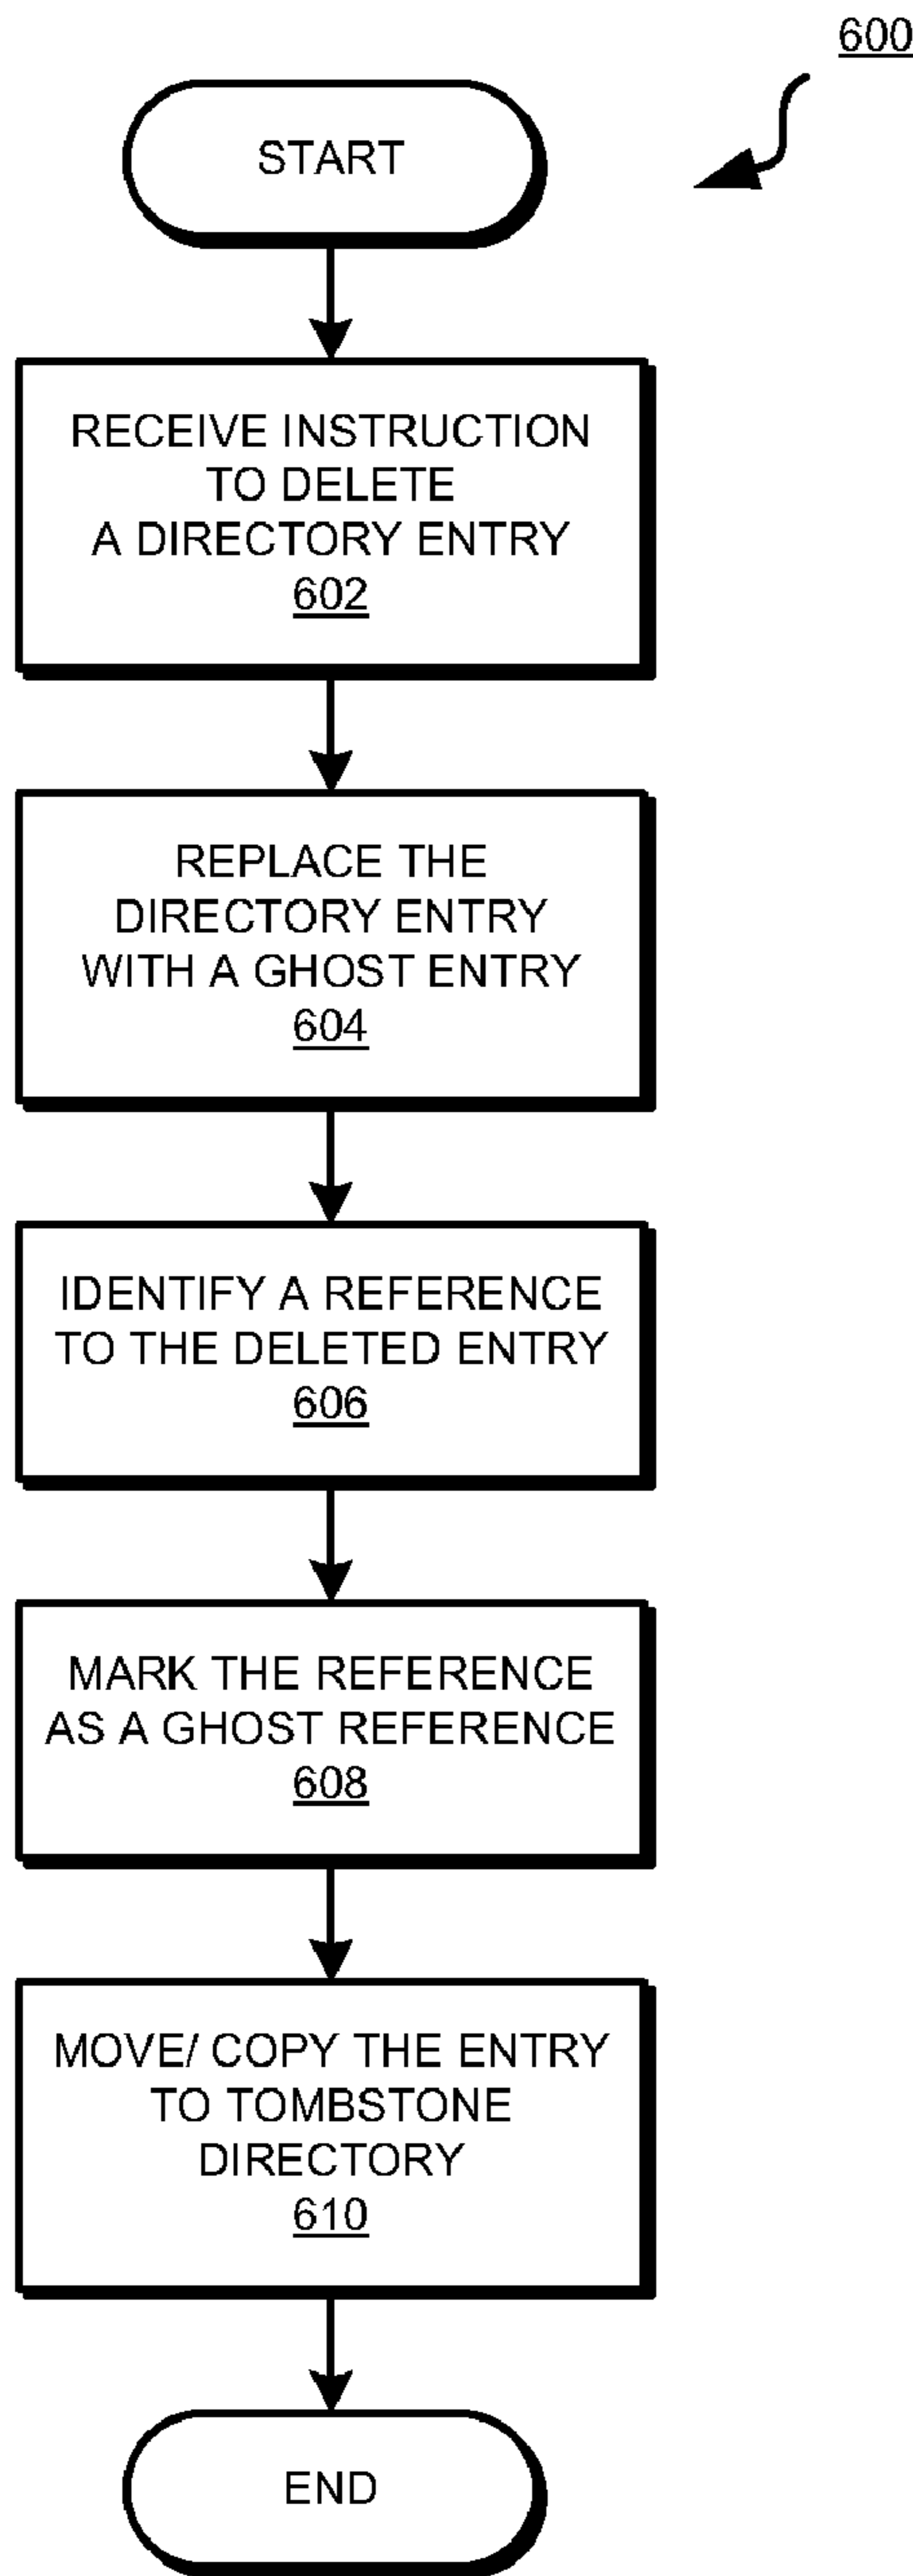 600
START
RECEIVE INSTRUCTION
TO DELETE
A DIRECTORY ENTRY
602
REPLACE THE
DIRECTORY ENTRY
WITH A GHOST ENTRY
604
IDENTIFY A REFERENCE
TO THE DELETED ENTRY
606
MARK THE REFERENCE
AS A GHOST REFERENCE
608
MOVE/ COPY THE ENTRY
TO TOMBSTONE
DIRECTORY
610
END